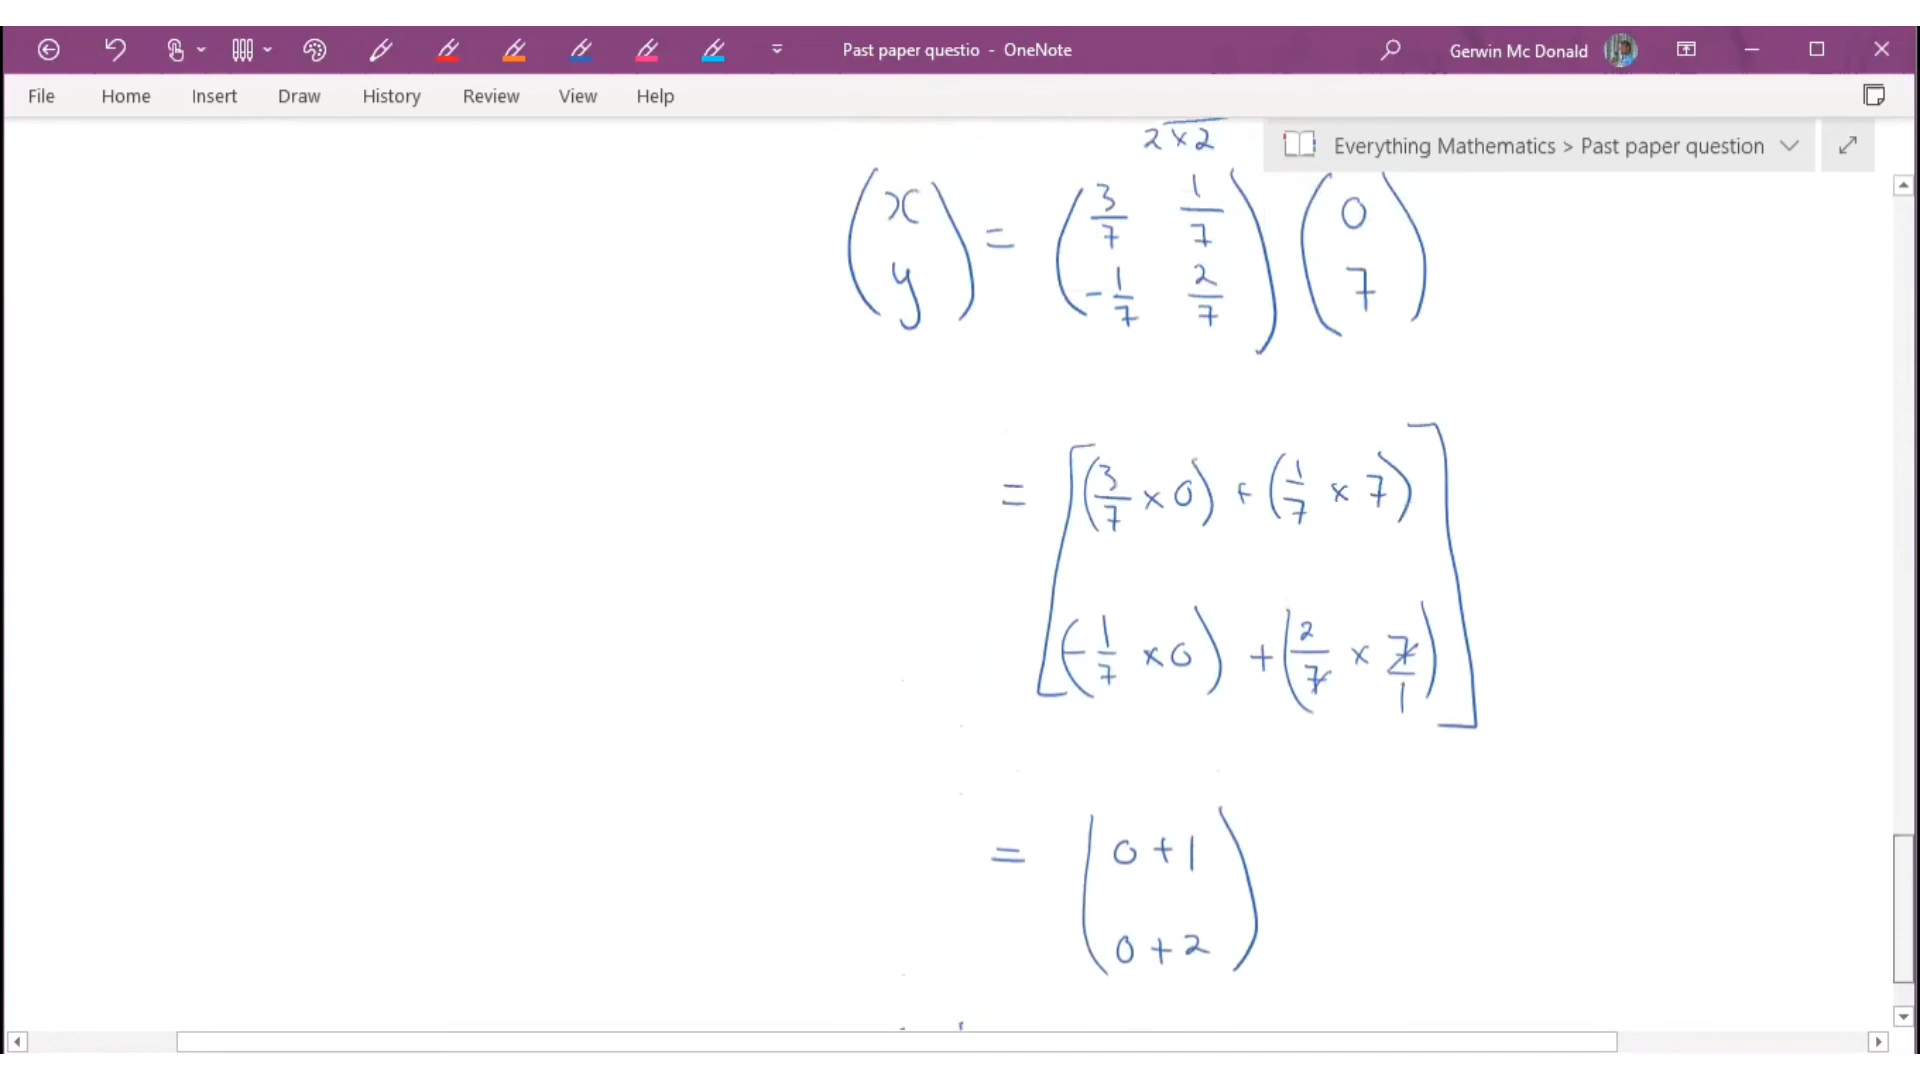 Past paper questio - OneNote
Gerwin Mc Donald
File Home Insert Draw History Review View Help
Everything Mathematics > Past paper question
2×2
(x y) = (3/7 1/7 -1/7 2/7) (0 7)
= [(3/7 × 0) + (1/7 × 7)
(-1/7 × 0) + (2/7 × 7/1)]
= (0 + 1
0 + 2)